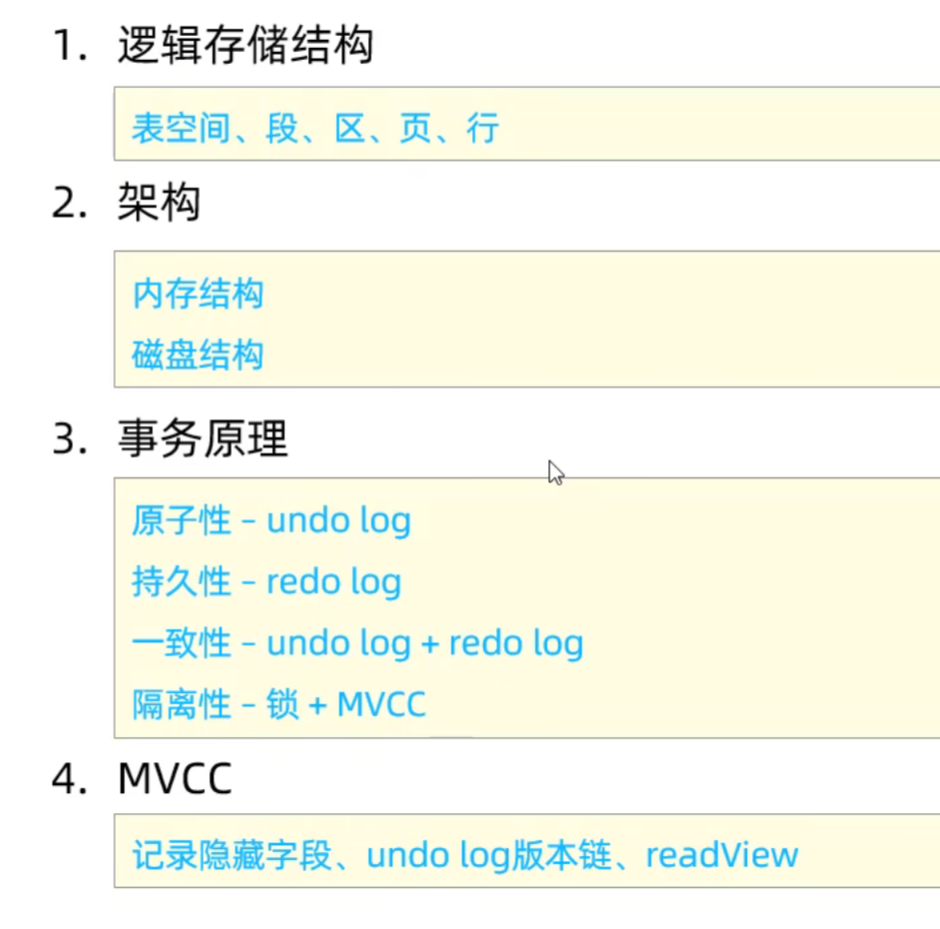 1. 逻辑存储结构
表空间、段、区、页、行
2. 架构
内存结构
磁盘结构
3. 事务原理
原子性 – undo log
持久性 – redo log
一致性 – undo log + redo log
隔离性 – 锁 + MVCC
4. MVCC
记录隐藏字段、undo log版本链、readView